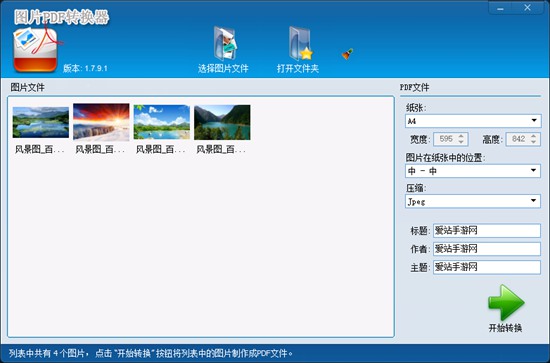 图片PDF转换器
版本: 1.7.9.1
选择图片文件
打开文件夹
图片文件
PDF文件
纸张:
A4
宽度: 595 高度: 842
图片在纸张中的位置:
中 - 中
压缩:
Jpeg
风景图_百... 风景图_百... 风景图_百... 风景图_百...
标题: 爱站手游网
作者: 爱站手游网
主题: 爱站手游网
开始转换
列表中共有 4 个图片，点击“开始转换”按钮将列表中的图片制作成PDF文件。